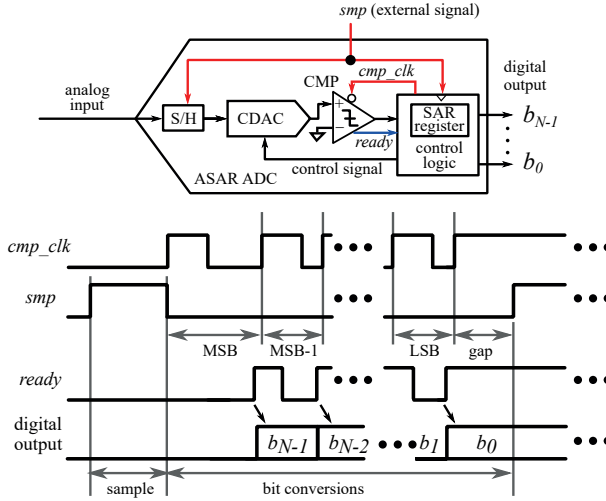 smp (external signal)
analog
input
S/H
CDAC
CMP
cmp_clk
+
−
ready
SAR
register
control
logic
control signal
ASAR ADC
digital
output
b_{N-1}
b_0
cmp_clk
smp
MSB
MSB-1
LSB
gap
ready
digital
output
b_{N-1}
b_{N-2}
b_1
b_0
sample
bit conversions